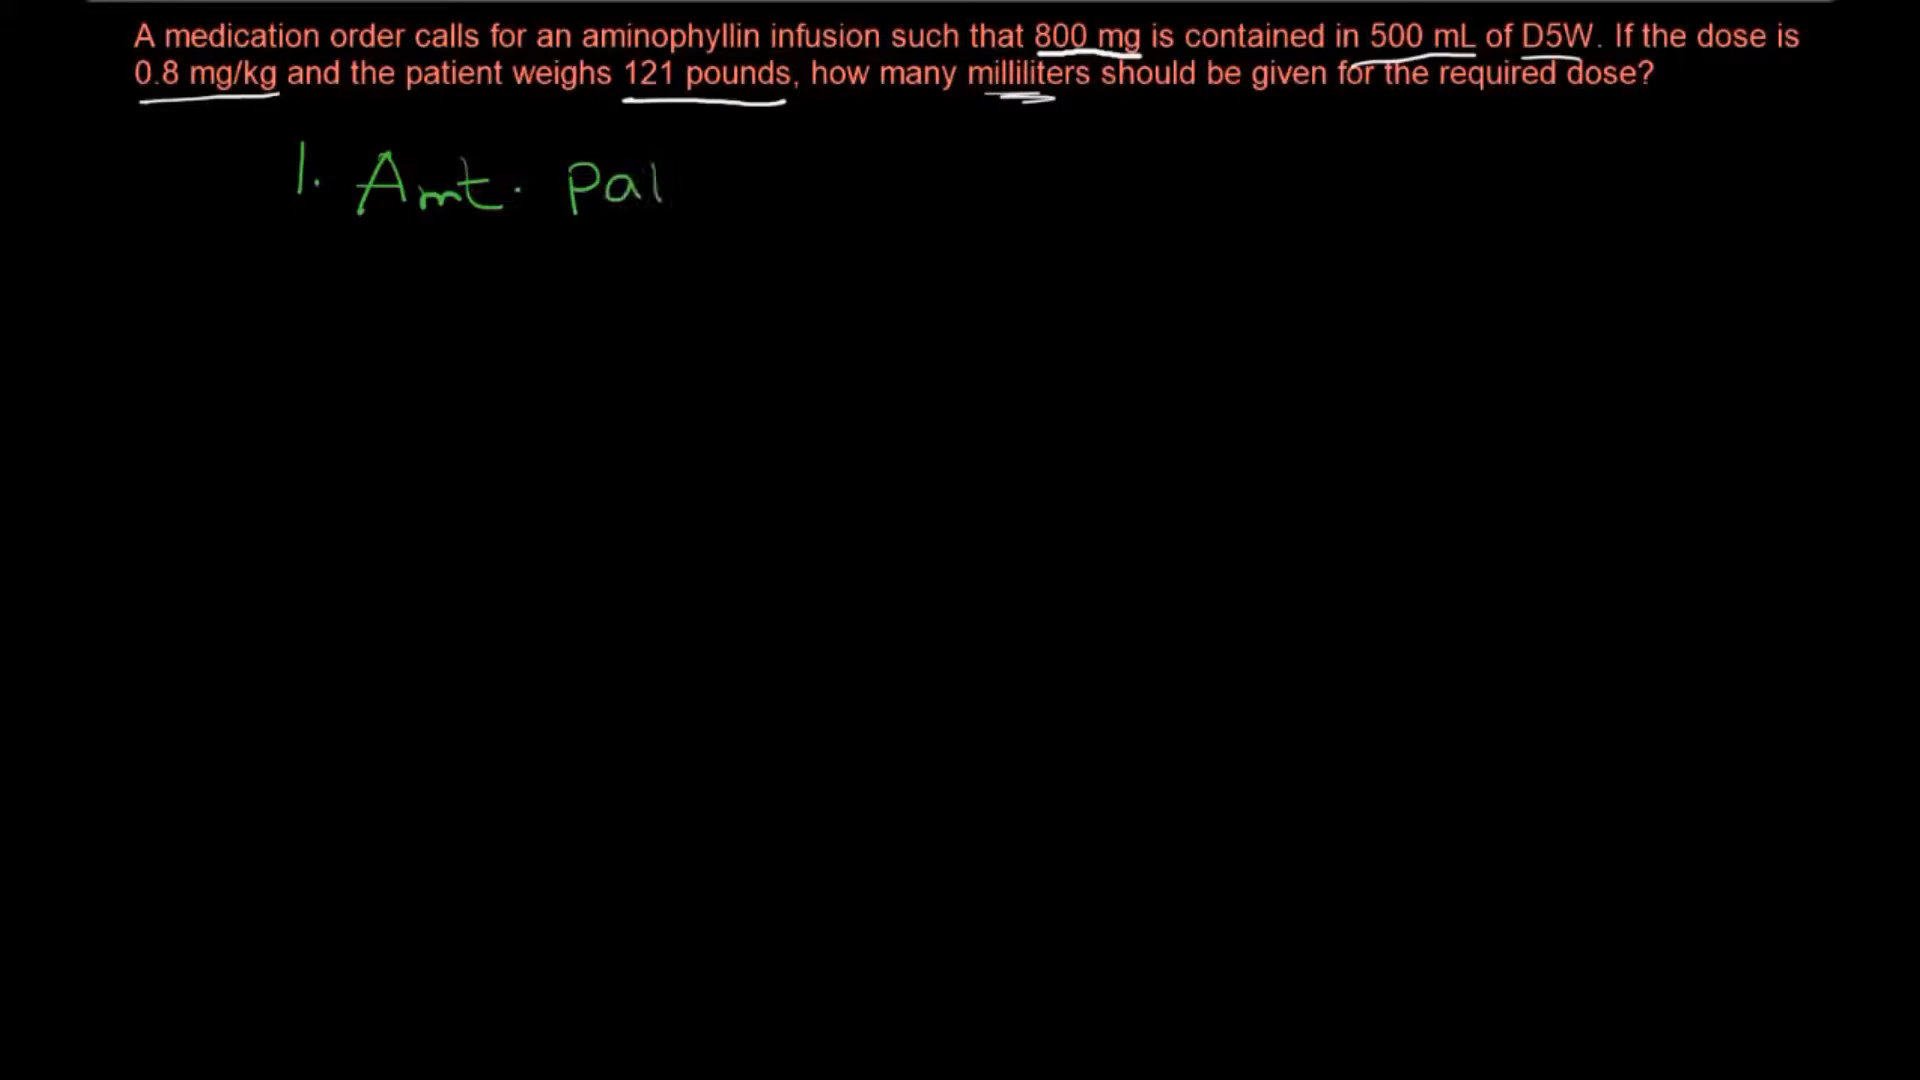 A medication order calls for an aminophyllin infusion such that 800 mg is contained in 500 mL of D5W. If the dose is
0.8 mg/kg and the patient weighs 121 pounds, how many milliliters should be given for the required dose?
1. Amt. Pal